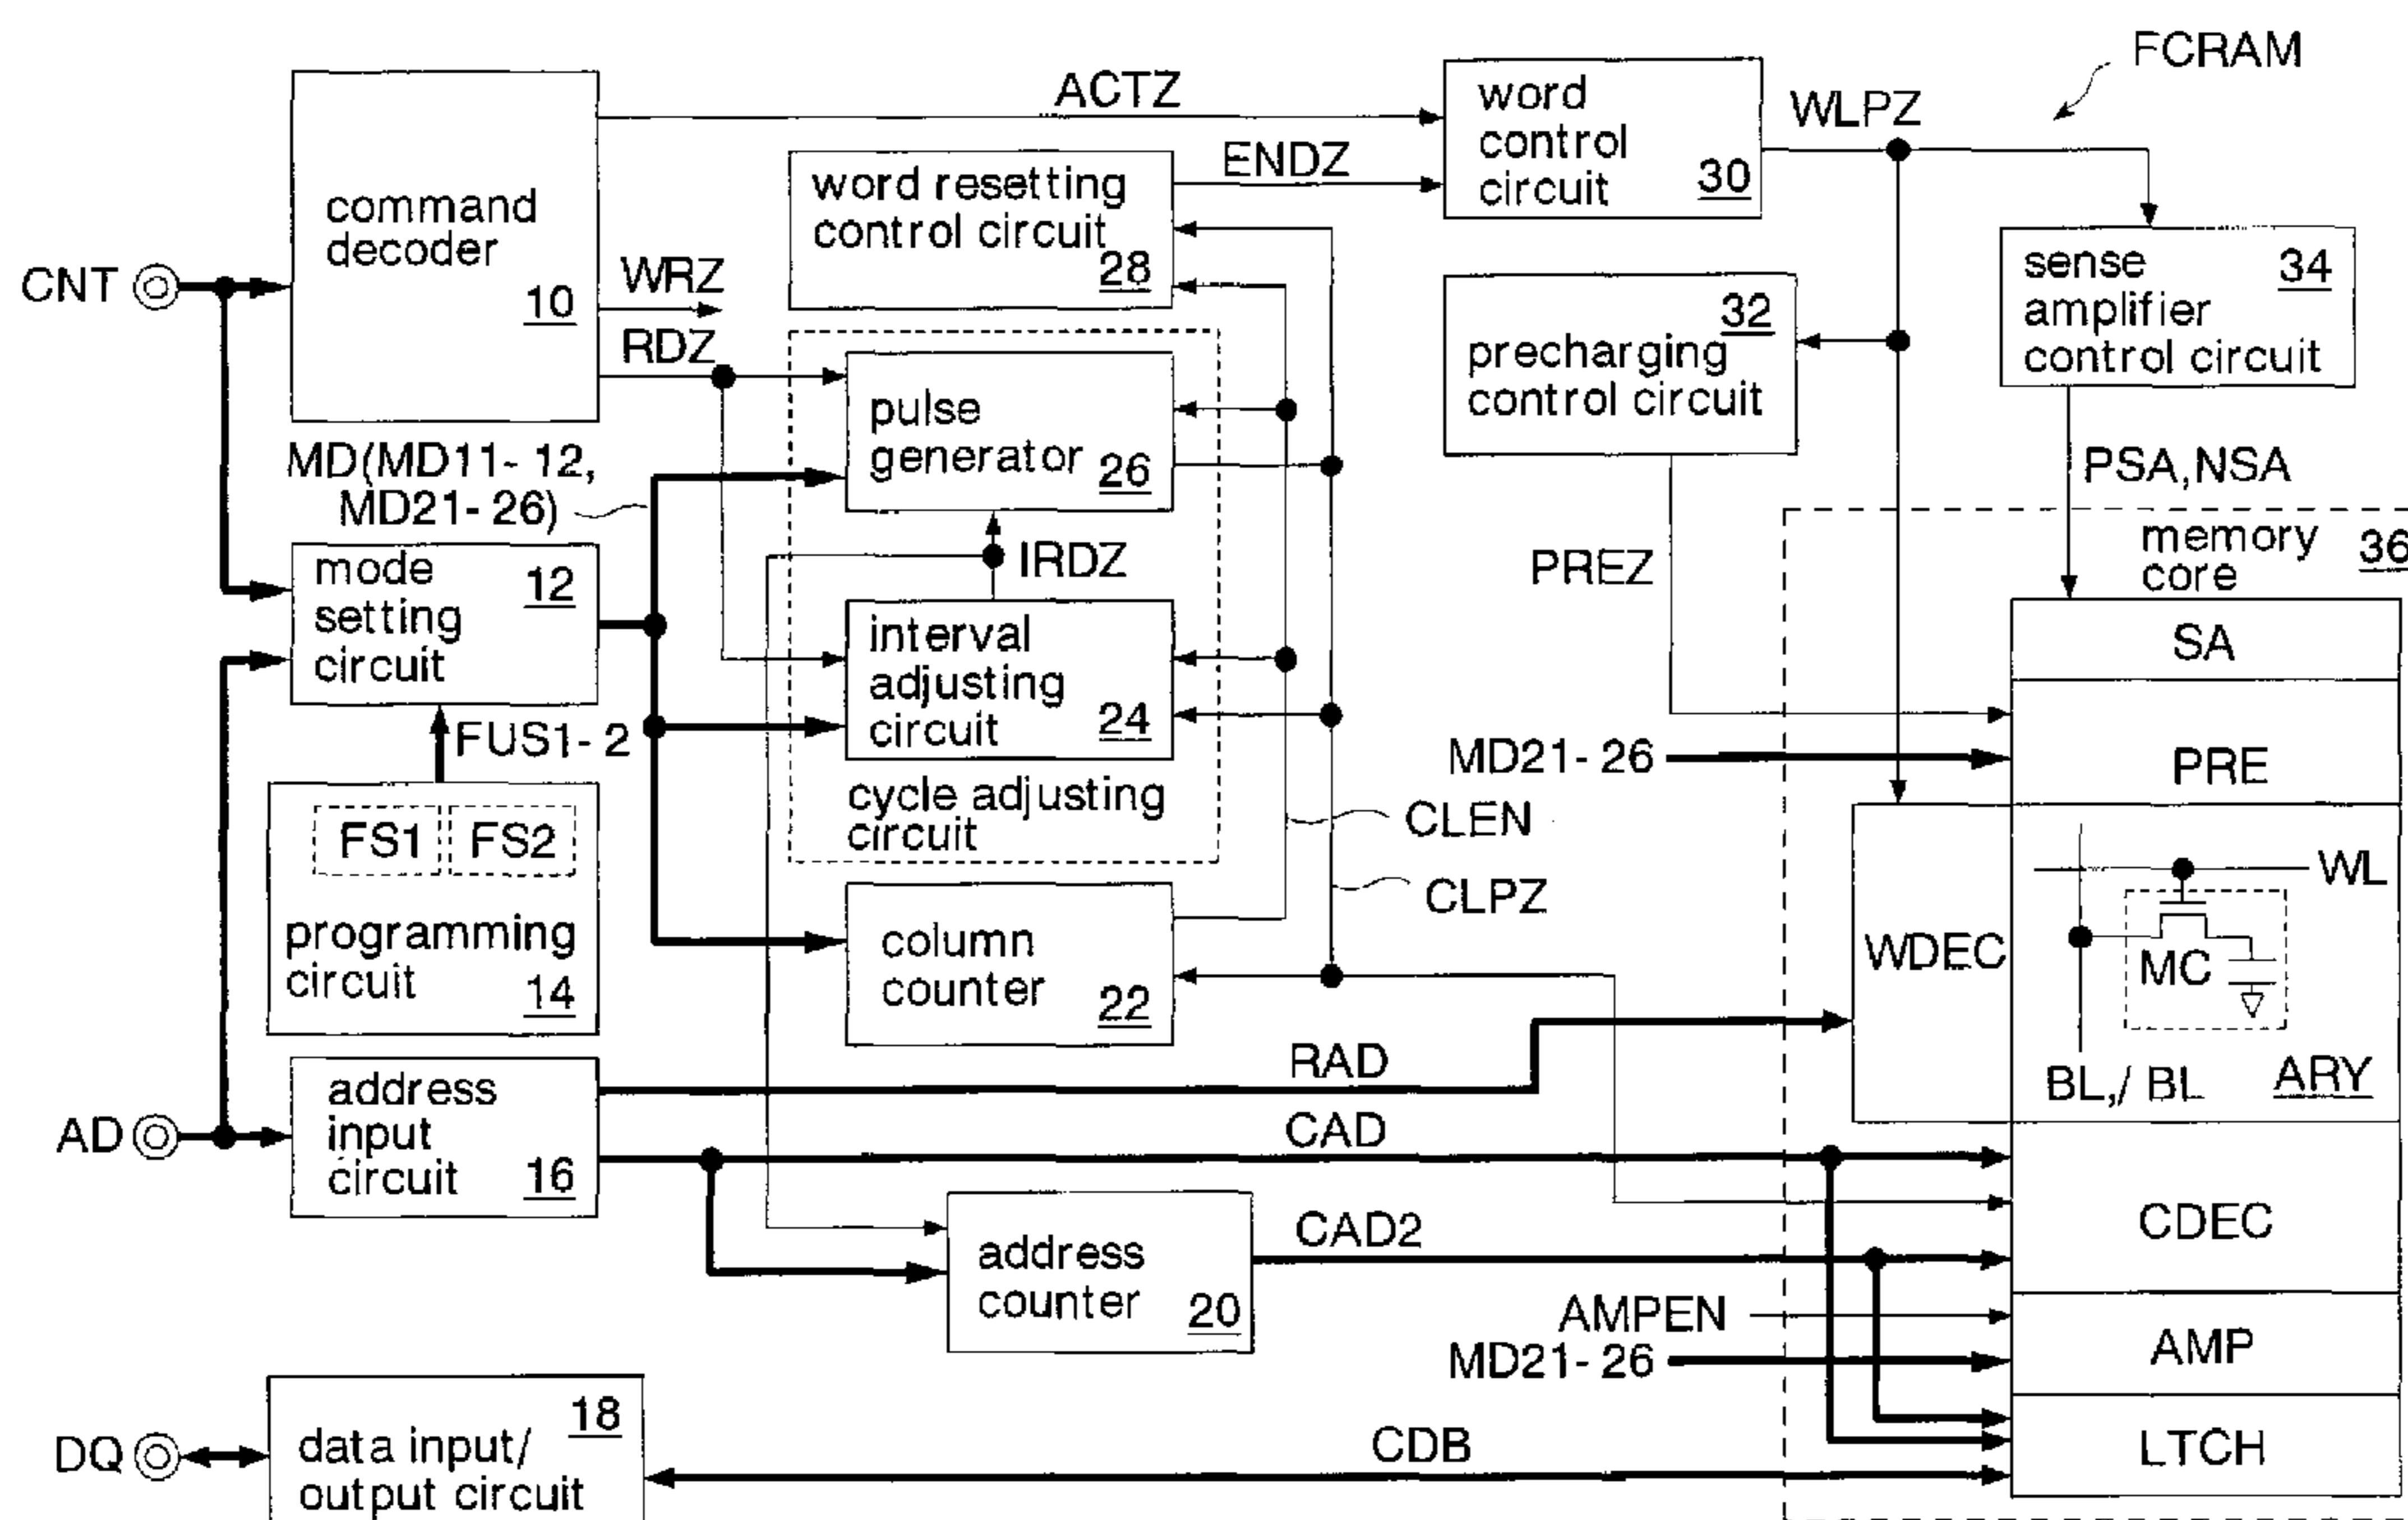 FCRAM
CNT
command
decoder
10
ACTZ
WRZ
RDZ
word resetting
control circuit
28
ENDZ
word
control
circuit
30
WLPZ
sense
amplifier
control circuit
34
32
precharging
control circuit
PSA,NSA
PREZ
MD(MD11-12,
MD21-26)
mode
setting
circuit
12
FUS1-2
FS1
FS2
programming
circuit
14
pulse
generator
26
IRDZ
interval
adjusting
circuit
24
cycle adjusting
circuit
CLEN
CLPZ
column
counter
22
AD
address
input
circuit
16
RAD
CAD
address
counter
20
CAD2
DQ
18
data input/
output circuit
CDB
memory
core
36
SA
MD21-26
PRE
WDEC
WL
MC
BL,/BL
ARY
CDEC
AMPEN
MD21-26
AMP
LTCH